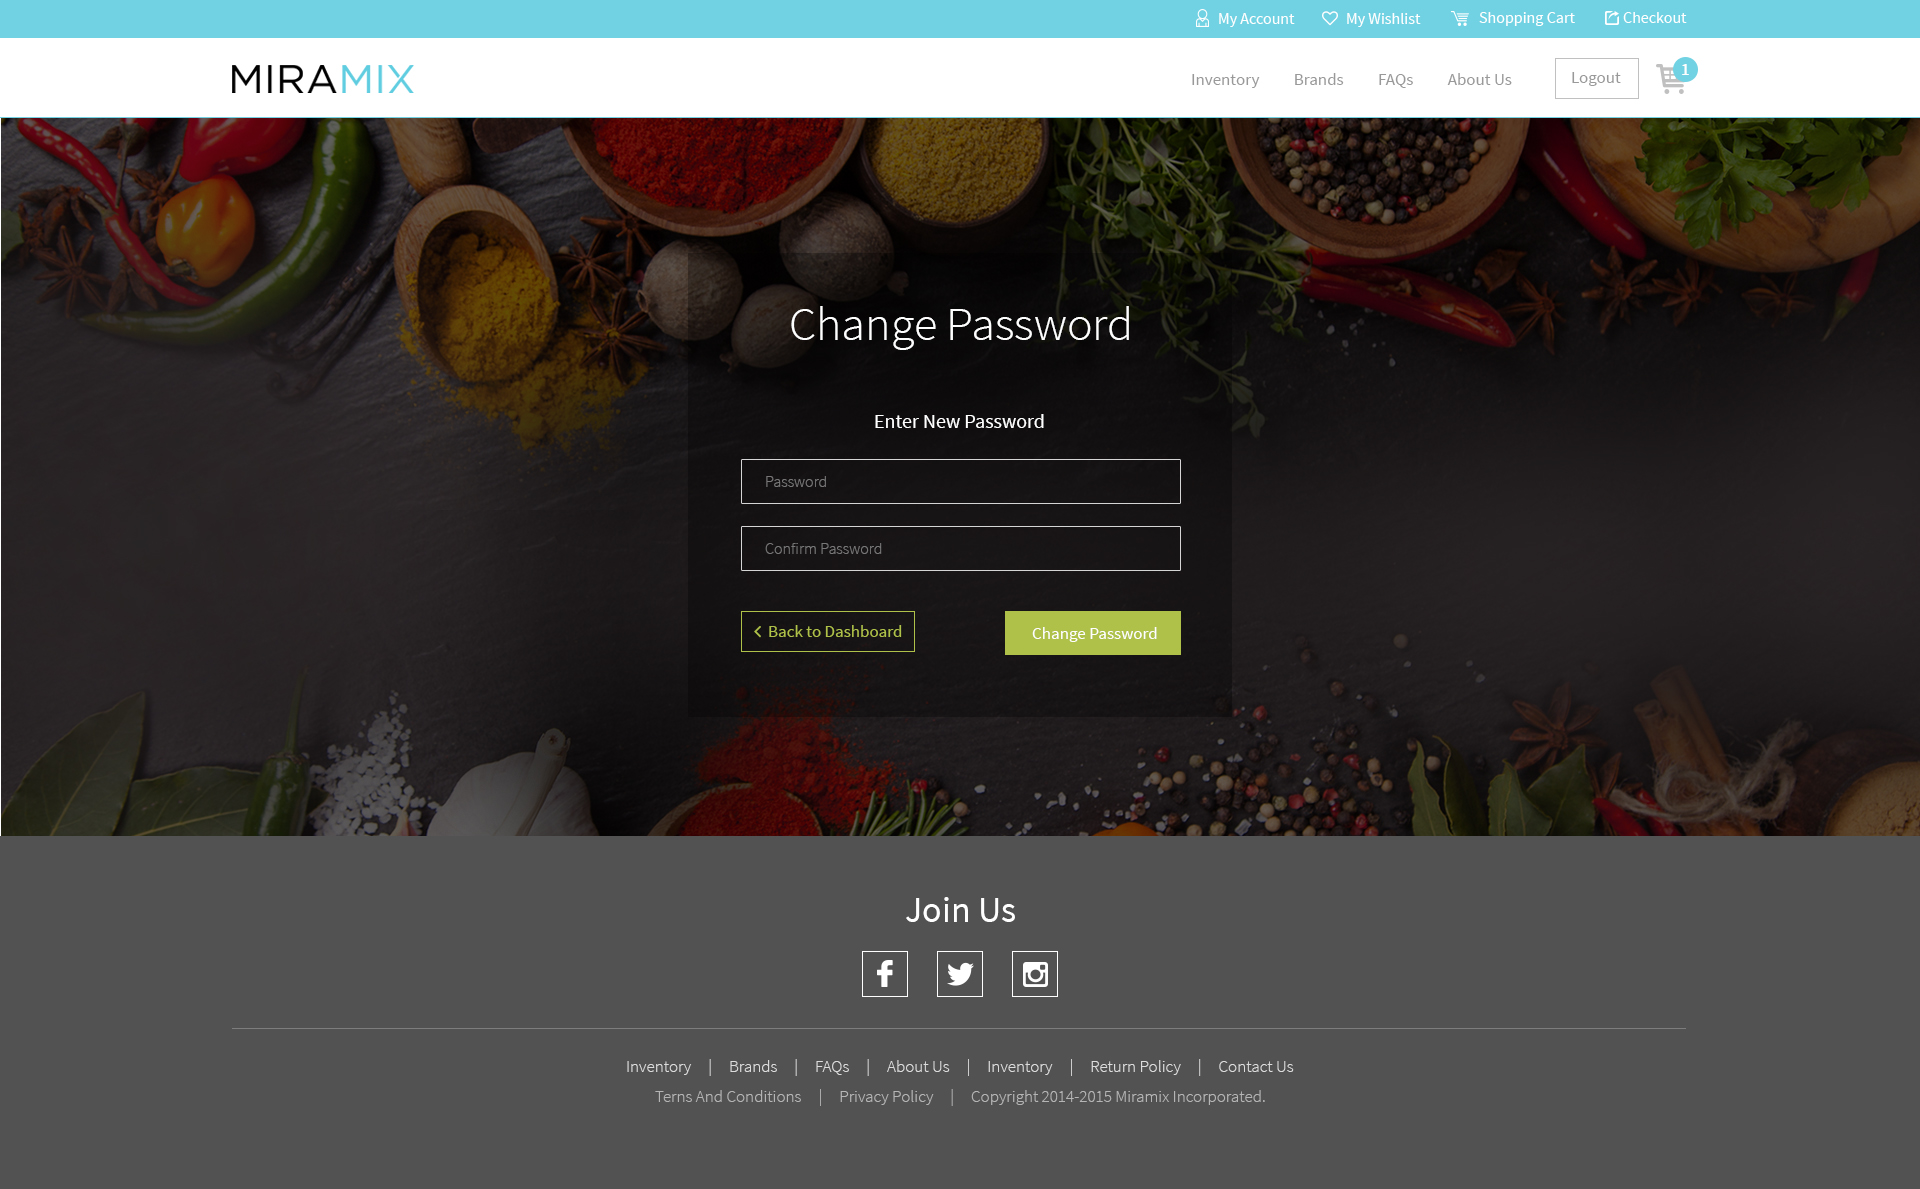 My Account My Wishlist Shopping Cart Checkout
MIRAMIX Inventory Brands FAQs About Us Logout 1
Change Password
Enter New Password
Password
Confirm Password
Back to Dashboard Change Password
Join Us
Inventory | Brands | FAQs | About Us | Inventory | Return Policy | Contact Us
Terns And Conditions | Privacy Policy | Copyright 2014-2015 Miramix Incorporated.